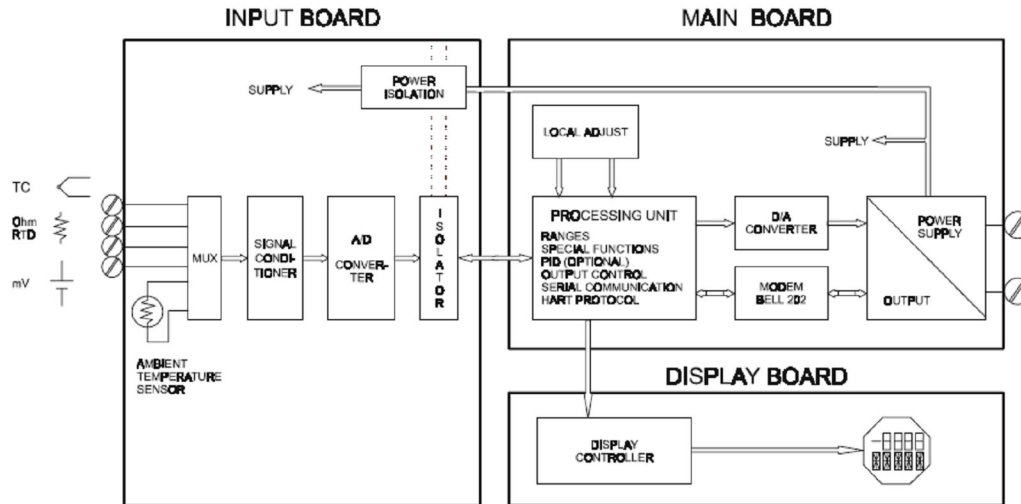 INPUT BOARD
MAIN BOARD
POWER
ISOLATION
SUPPLY
LOCAL ADJUST
SUPPLY
TC
Ohm
RTD
mV
MUX
SIGNAL
CONDI-
TIONER
A/D
CONVER-
TER
I
S
O
L
A
T
O
R
PROCESSING UNIT
RANGES
SPECIAL FUNCTIONS
PID (OPTIONAL)
OUTPUT CONTROL
SERIAL COMMUNICATION
HART PROTOCOL
D/A
CONVERTER
MODEM
BELL 202
POWER
SUPPLY
OUTPUT
AMBIENT
TEMPERATURE
SENSOR
DISPLAY BOARD
DISPLAY
CONTROLLER